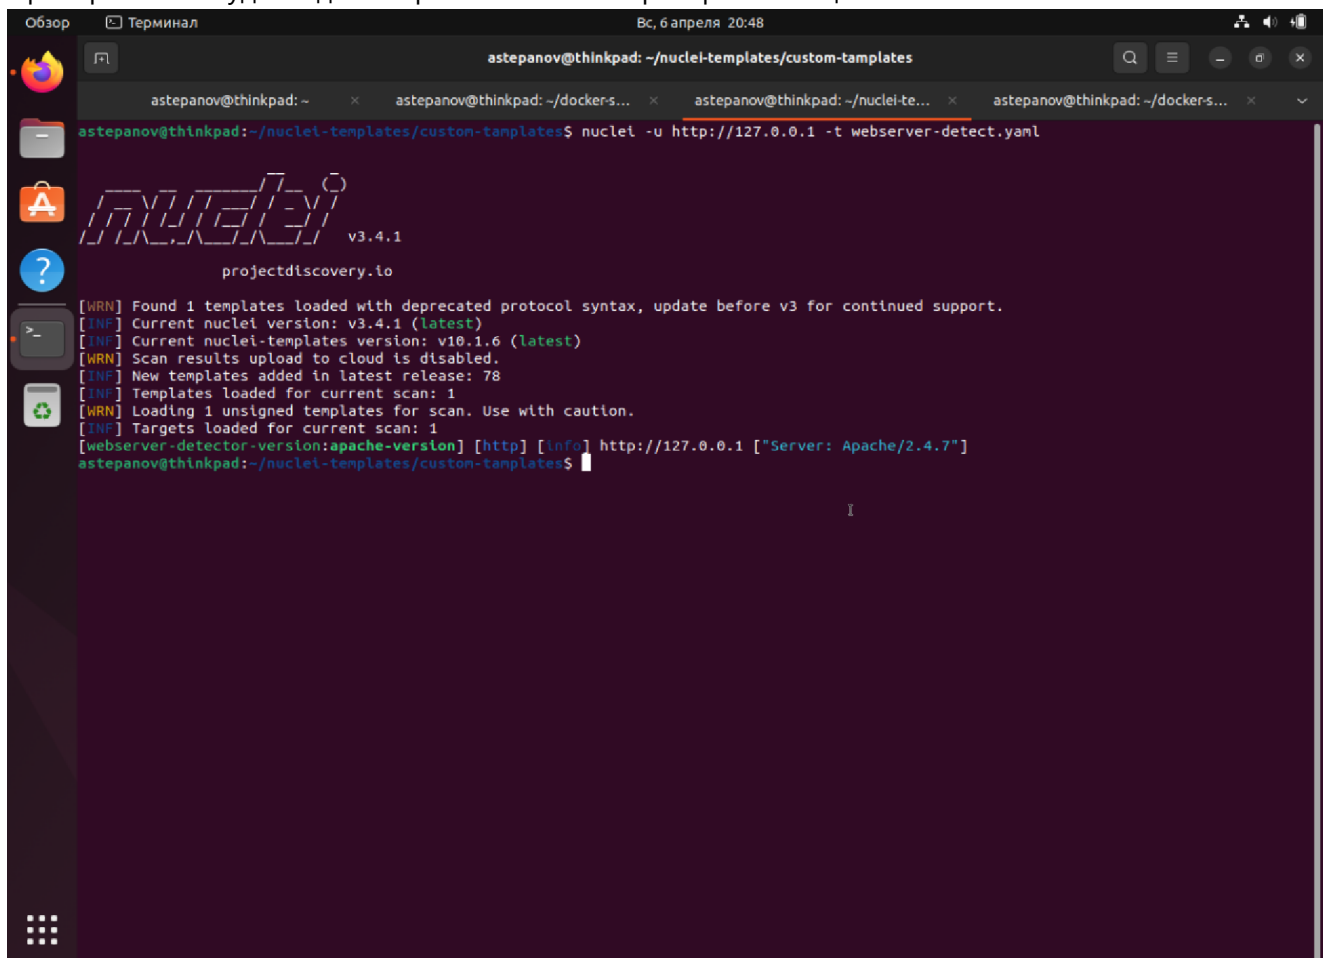 Обзор
Терминал
Вс, 6 апреля 20:48
astepanov@thinkpad: ~/nuclei-templates/custom-tamplates
astepanov@thinkpad: ~
astepanov@thinkpad: ~/docker-s...
astepanov@thinkpad: ~/nuclei-te...
astepanov@thinkpad: ~/docker-s...
astepanov@thinkpad:~/nuclei-templates/custom-tamplates$ nuclei -u http://127.0.0.1 -t webserver-detect.yaml
nuclei
v3.4.1
projectdiscovery.io
[WRN] Found 1 templates loaded with deprecated protocol syntax, update before v3 for continued support.
[INF] Current nuclei version: v3.4.1 (latest)
[INF] Current nuclei-templates version: v10.1.6 (latest)
[WRN] Scan results upload to cloud is disabled.
[INF] New templates added in latest release: 78
[INF] Templates loaded for current scan: 1
[WRN] Loading 1 unsigned templates for scan. Use with caution.
[INF] Targets loaded for current scan: 1
[webserver-detector-version:apache-version] [http] [info] http://127.0.0.1 ["Server: Apache/2.4.7"]
astepanov@thinkpad:~/nuclei-templates/custom-tamplates$